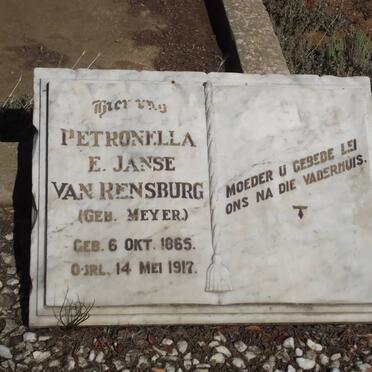 Hier rus
PETRONELLA
E. JANSE
VAN RENSBURG
(GEB. MEYER)
GEB. 6 OKT. 1865.
OORL. 14 MEI 1917.
MOEDER U GEBEDE LEI
ONS NA DIE VADERHUIS.